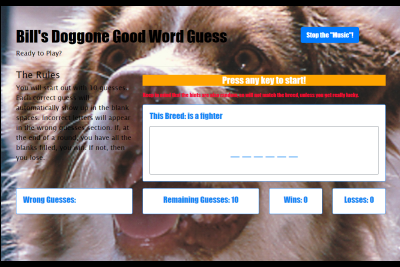 Bill's Doggone Good Word Guess
Stop the "Music"!
Ready to Play?
The Rules
You will start out with 10 guesses.
Each correct guess will
automatically show up in the blank
spaces. Incorrect letters will appear
in the wrong guesses section. If, at
the end of a round, you have all the
blanks filled, you win. If not, then
you lose.
Press any key to start!
This Breed: is a fighter
Wrong Guesses:
Remaining Guesses: 10
Wins: 0
Losses: 0